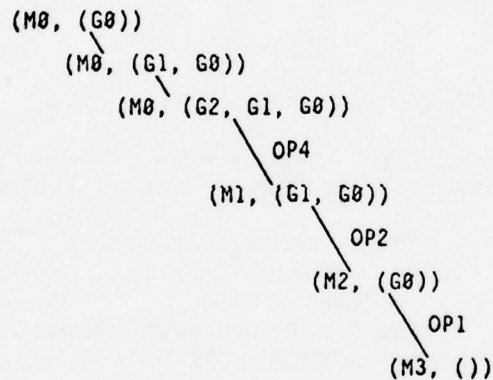 (M0, (G0))
(M0, (G1, G0))
(M0, (G2, G1, G0))
OP4
(M1, (G1, G0))
OP2
(M2, (G0))
OP1
(M3, ())